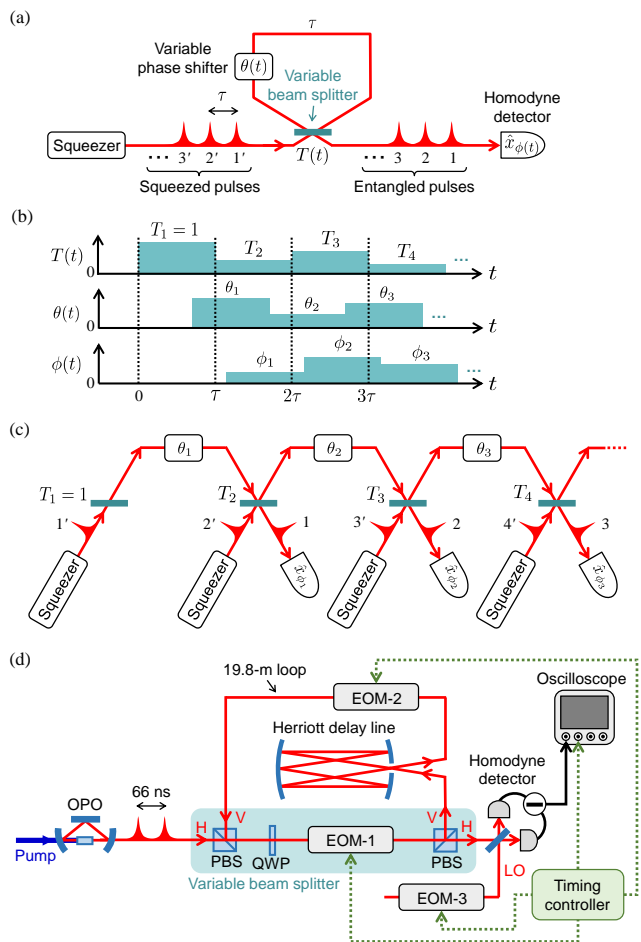 (a)
τ
Variable
phase shifter
θ(t)
Variable
beam splitter
τ
Homodyne
detector
Squeezer
x̂ϕ(t)
··· 3′ 2′ 1′
T(t)
··· 3 2 1
Squeezed pulses
Entangled pulses
(b)
T₁ = 1
T₂
T₃
T₄
...
T(t)
0
t
θ₁
θ₂
θ₃
...
θ(t)
0
t
ϕ₁
ϕ₂
ϕ₃
...
ϕ(t)
0
t
0 τ 2τ 3τ
(c)
θ₁ θ₂ θ₃
T₁ = 1 T₂ T₃ T₄
1′ 2′ 1 3′ 2 4′ 3
Squeezer Squeezer x̂ϕ₁ Squeezer x̂ϕ₂ Squeezer x̂ϕ₃
(d)
19.8-m loop
EOM-2
Oscilloscope
Herriott delay line
Homodyne
detector
66 ns
OPO
V
V
H
H
Pump
EOM-1
PBS
QWP
PBS
Variable beam splitter
LO
EOM-3
Timing
controller